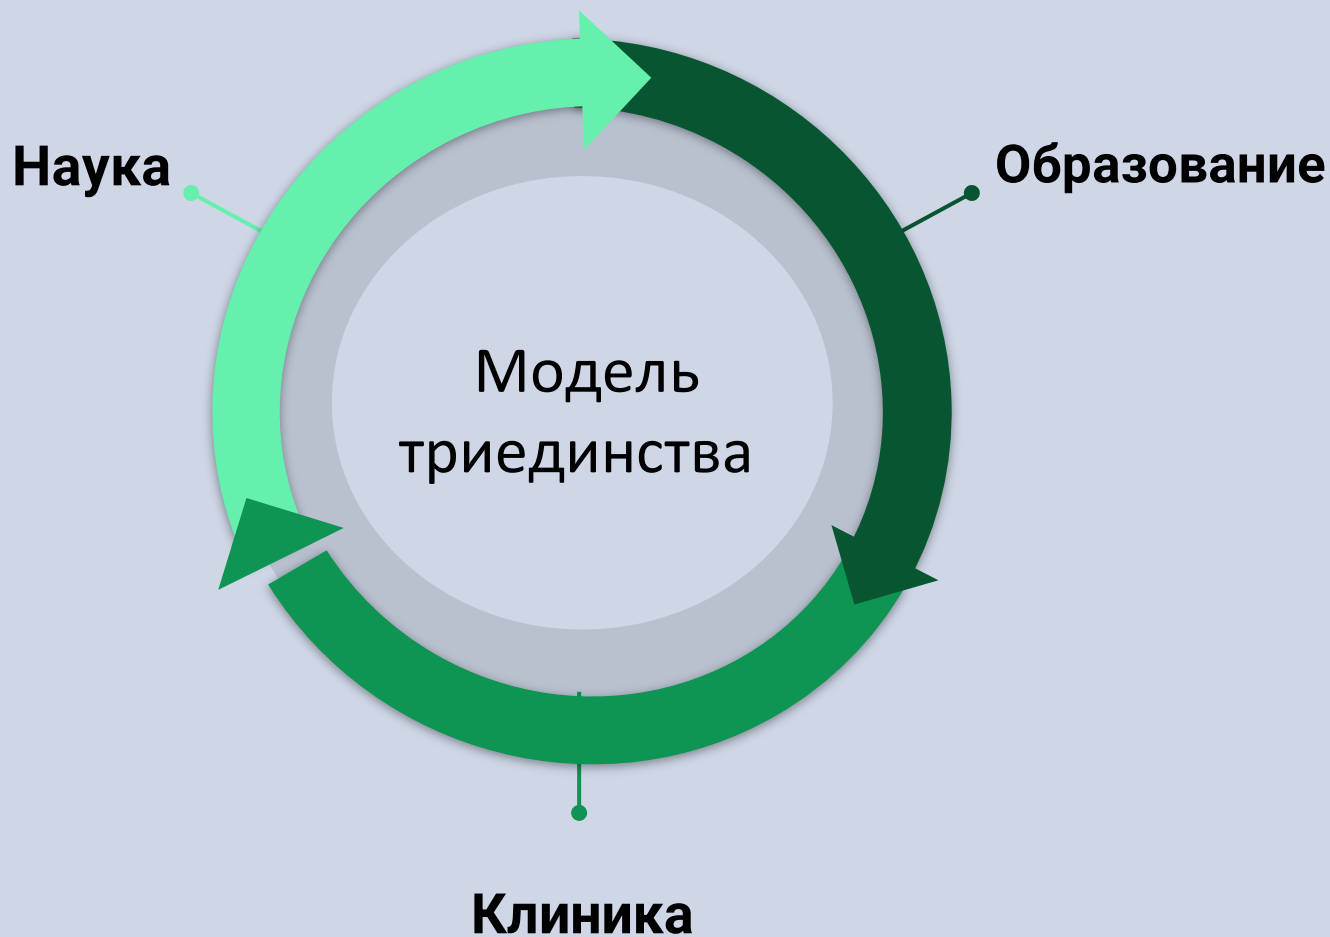 Наука
Образование
Модель
триединства
Клиника